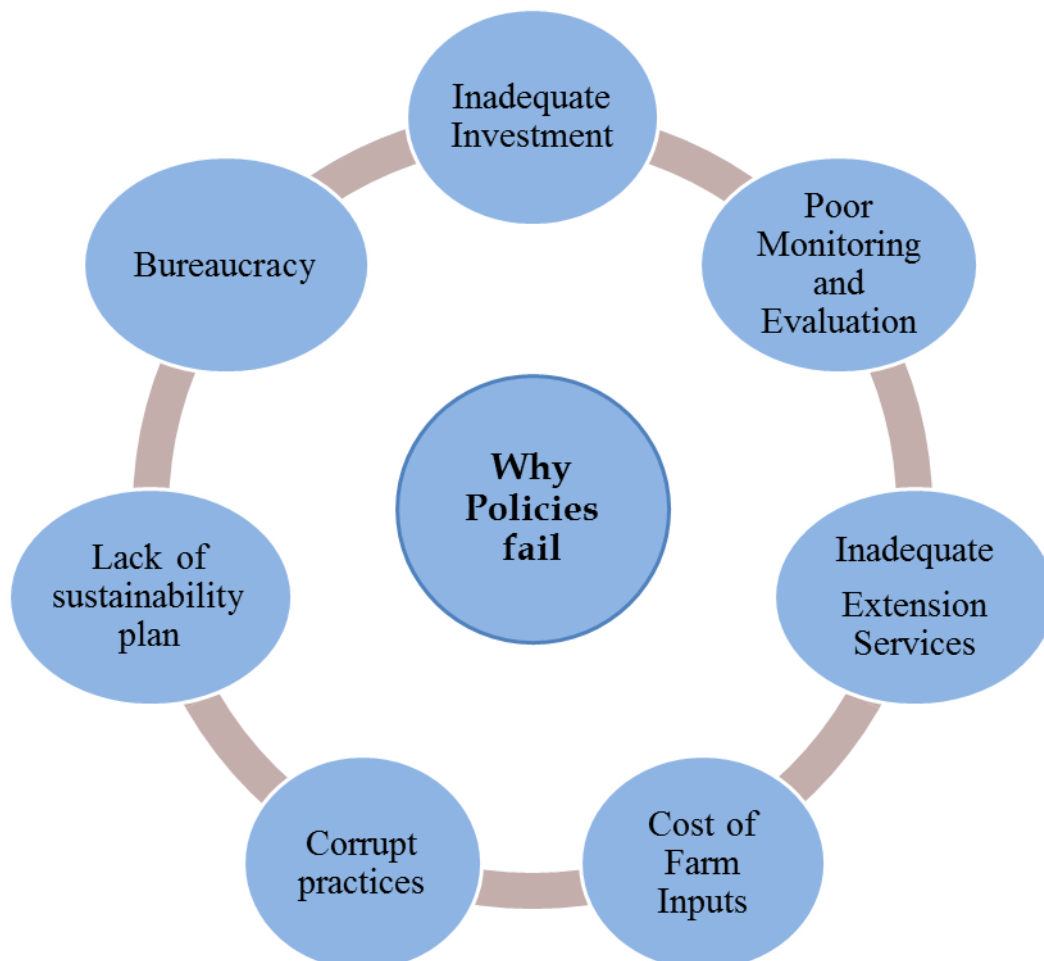 Inadequate
Investment
Poor
Monitoring
and
Evaluation
Inadequate
Extension
Services
Cost of
Farm
Inputs
Corrupt
practices
Lack of
sustainability
plan
Bureaucracy
Why
Policies
fail